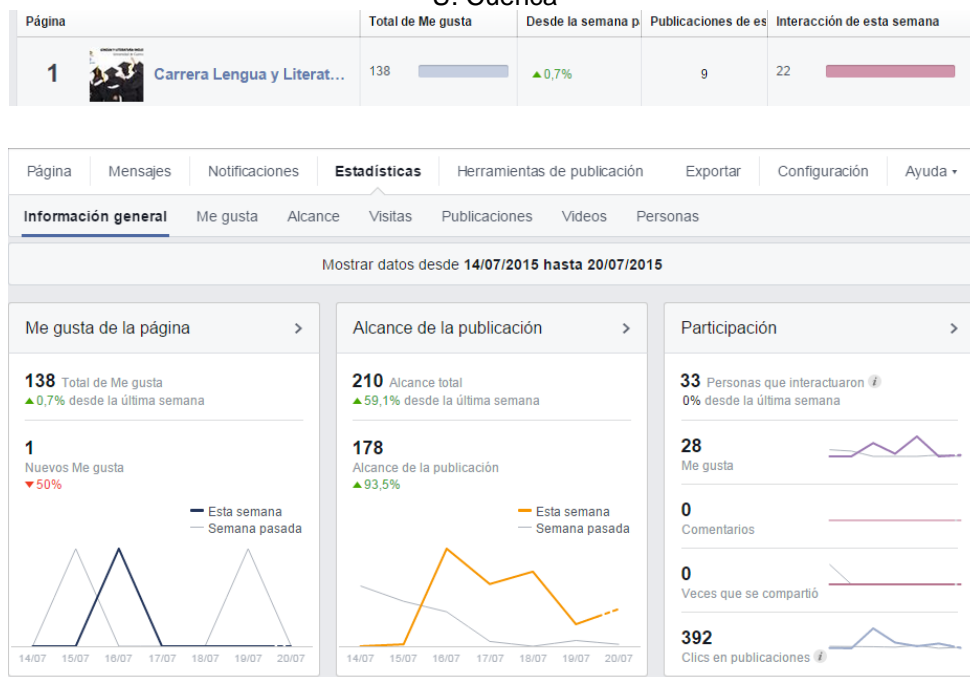 U. Cuenca
Página Total de Me gusta Desde la semana p Publicaciones de es Interacción de esta semana
1 Carrera Lengua y Literat... 138 ▲0,7% 9 22
Página Mensajes Notificaciones Estadísticas Herramientas de publicación Exportar Configuración Ayuda
Información general Me gusta Alcance Visitas Publicaciones Videos Personas
Mostrar datos desde 14/07/2015 hasta 20/07/2015
Me gusta de la página
138 Total de Me gusta
▲0,7% desde la última semana
1
Nuevos Me gusta
▼50%
Esta semana
Semana pasada
14/07 15/07 16/07 17/07 18/07 19/07 20/07
Alcance de la publicación
210 Alcance total
▲59,1% desde la última semana
178
Alcance de la publicación
▲93,5%
Esta semana
Semana pasada
14/07 15/07 16/07 17/07 18/07 19/07 20/07
Participación
33 Personas que interactuaron
0% desde la última semana
28
Me gusta
0
Comentarios
0
Veces que se compartió
392
Clics en publicaciones